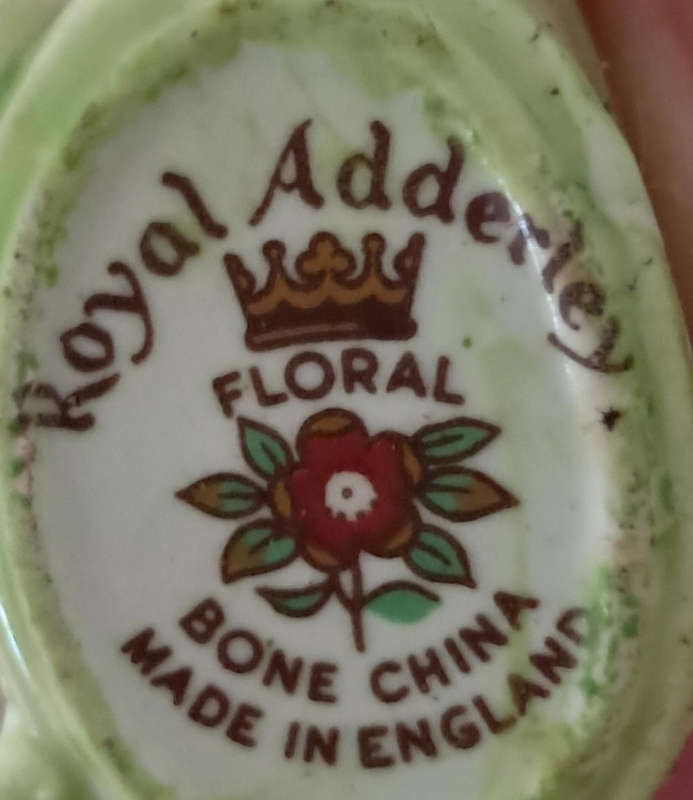 Royal Adderley
FLORAL
BONE CHINA
MADE IN ENGLAND